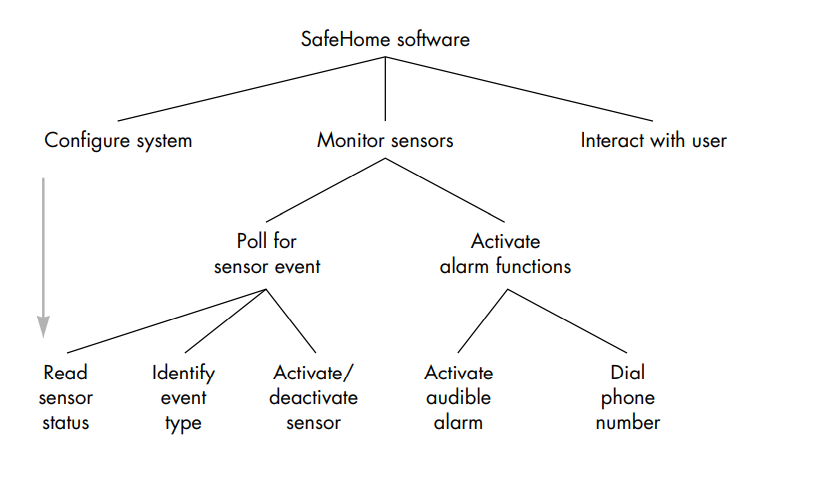 SafeHome software
Configure system
Monitor sensors
Interact with user
Poll for
sensor event
Activate
alarm functions
Read
sensor
status
Identify
event
type
Activate/
deactivate
sensor
Activate
audible
alarm
Dial
phone
number